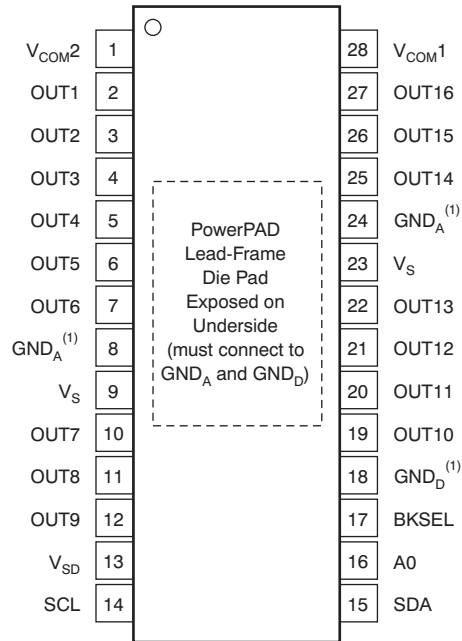 V_COM2 1
OUT1 2
OUT2 3
OUT3 4
OUT4 5
OUT5 6
OUT6 7
GND_A(1) 8
V_S 9
OUT7 10
OUT8 11
OUT9 12
V_SD 13
SCL 14
PowerPAD
Lead-Frame
Die Pad
Exposed on
Underside
(must connect to
GND_A and GND_D)
28 V_COM1
27 OUT16
26 OUT15
25 OUT14
24 GND_A(1)
23 V_S
22 OUT13
21 OUT12
20 OUT11
19 OUT10
18 GND_D(1)
17 BKSEL
16 A0
15 SDA